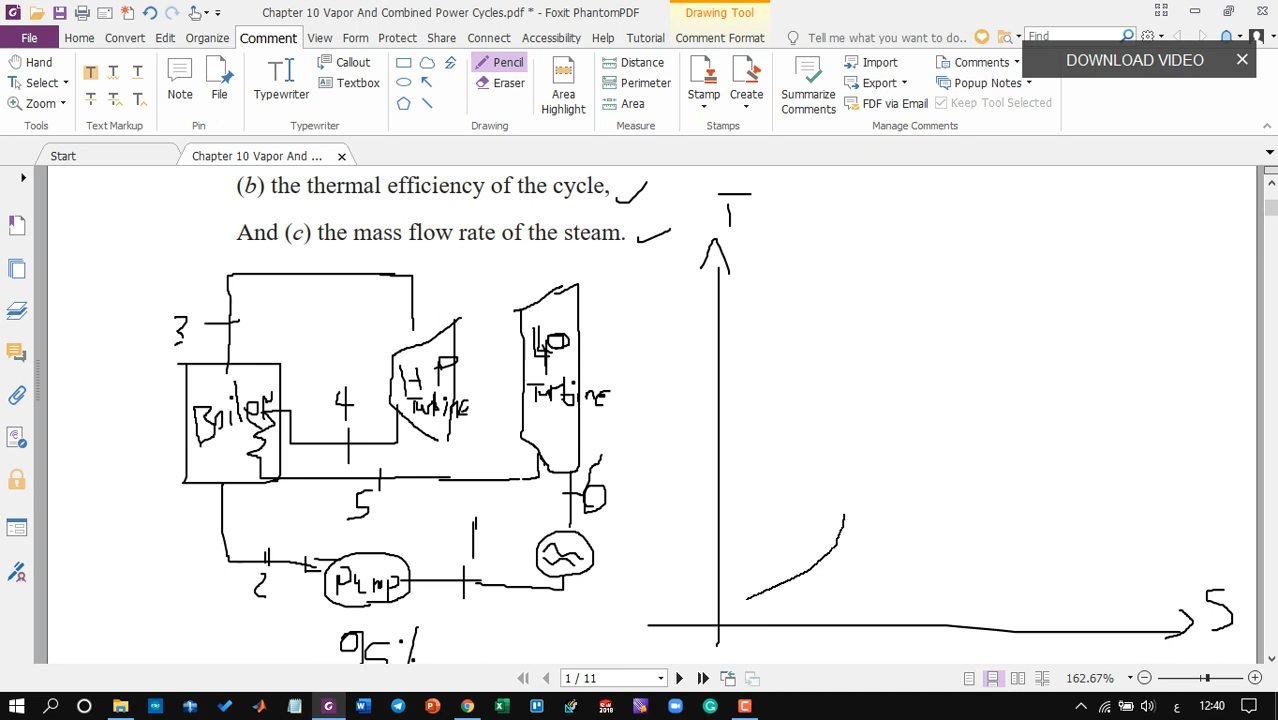 Chapter 10 Vapor And Combined Power Cycles.pdf * - Foxit PhantomPDF
Drawing Tool
File Home Convert Edit Organize Comment View Form Protect Share Connect Accessibility Help Tutorial Comment Format Tell me what you want to do.. Find
DOWNLOAD VIDEO
Hand
Select
Zoom
Tools
Text Markup
Note
File
Pin
Typewriter
Callout
Textbox
Typewriter
Pencil
Eraser
Drawing
Area Highlight
Distance
Perimeter
Area
Measure
Stamp
Create
Stamps
Summarize Comments
Import
Export
FDF via Email
Comments
Popup Notes
Keep Tool Selected
Manage Comments
Start
Chapter 10 Vapor And ...
(b) the thermal efficiency of the cycle,
And (c) the mass flow rate of the steam.
T
3
Boiler
4
HP
Turbine
Turbine
5
6
1
2
Pump
95%
S
1 / 11
162.67%
12:40